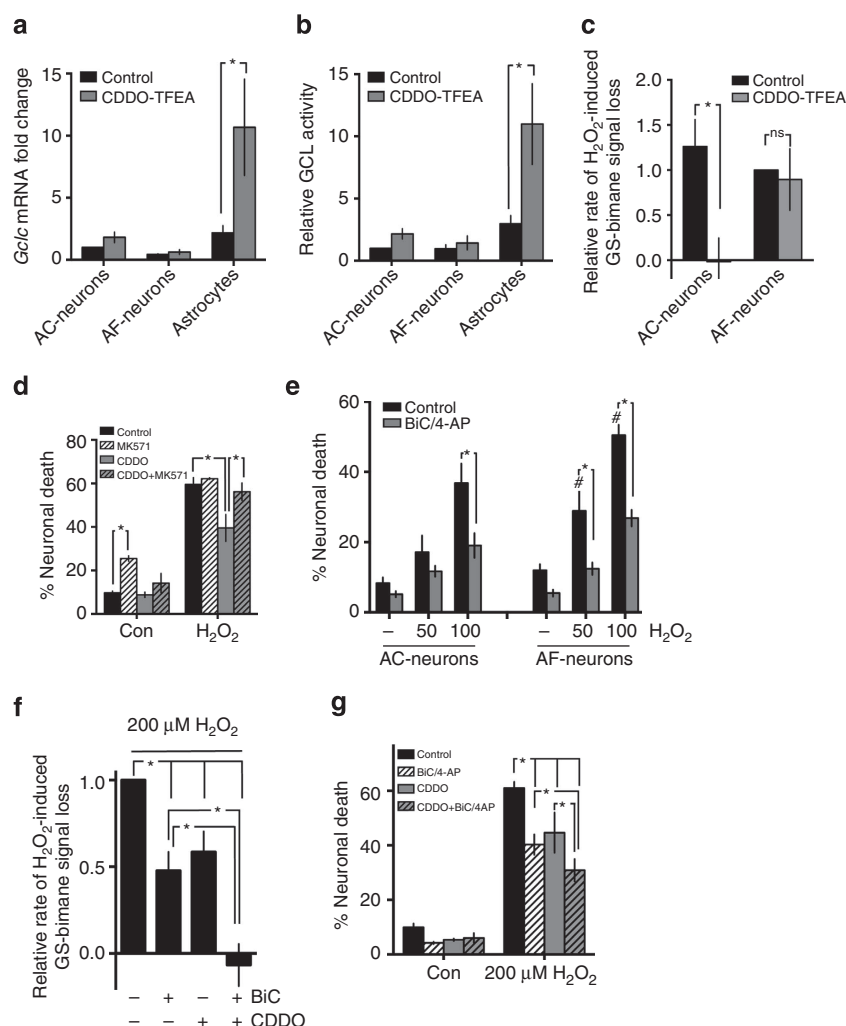 a
Gclc mRNA fold change
15
10
5
0
Control
CDDO-TFEA
*
AC-neurons
AF-neurons
Astrocytes
b
Relative GCL activity
15
10
5
0
Control
CDDO-TFEA
*
AC-neurons
AF-neurons
Astrocytes
c
Relative rate of H₂O₂-induced
GS-bimane signal loss
2.0
1.5
1.0
0.5
0.0
Control
CDDO-TFEA
*
ns
AC-neurons
AF-neurons
d
% Neuronal death
80
60
40
20
0
Control
MK571
CDDO
CDDO+MK571
*
* *
Con H₂O₂
e
% Neuronal death
60
40
20
0
Control
BiC/4-AP
*
# *
# *
– 50 100 – 50 100 H₂O₂
AC-neurons AF-neurons
f
200 μM H₂O₂
Relative rate of H₂O₂-induced
GS-bimane signal loss
1.0
0.5
0.0
*
*
*
– + – + BiC
– – + + CDDO
g
% Neuronal death
60
40
20
0
Control
BiC/4-AP
CDDO
CDDO+BiC/4AP
*
*
*
Con 200 μM H₂O₂